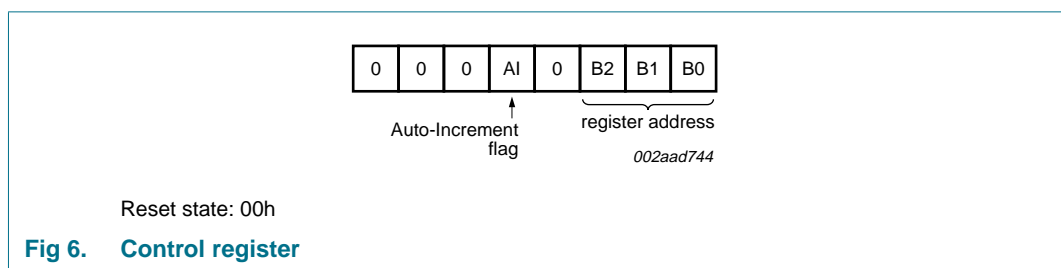 0 0 0 AI 0 B2 B1 B0
Auto-Increment
flag
register address
002aad744
Reset state: 00h
Fig 6. Control register